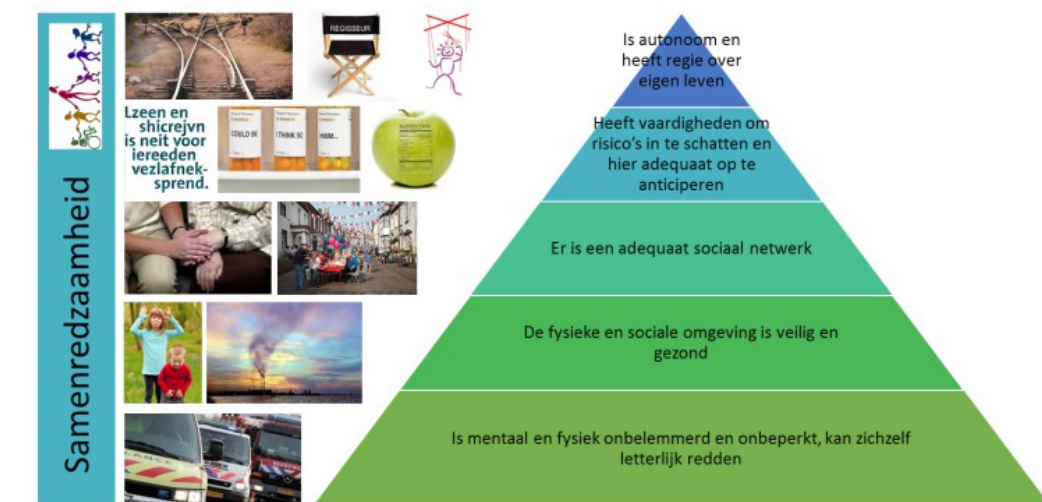 Samenredzaamheid
REGISSEUR
Lzeen en
shicrejvn
is neit voor
iereeden
vezlafnek-
sprend.
COULD BE
I THINK SO
HMM...
Nutrition Facts
Is autonoom en
heeft regie over
eigen leven
Heeft vaardigheden om
risico's in te schatten en
hier adequaat op te
anticiperen
Er is een adequaat sociaal netwerk
De fysieke en sociale omgeving is veilig en
gezond
Is mentaal en fysiek onbelemmerd en onbeperkt, kan zichzelf
letterlijk redden